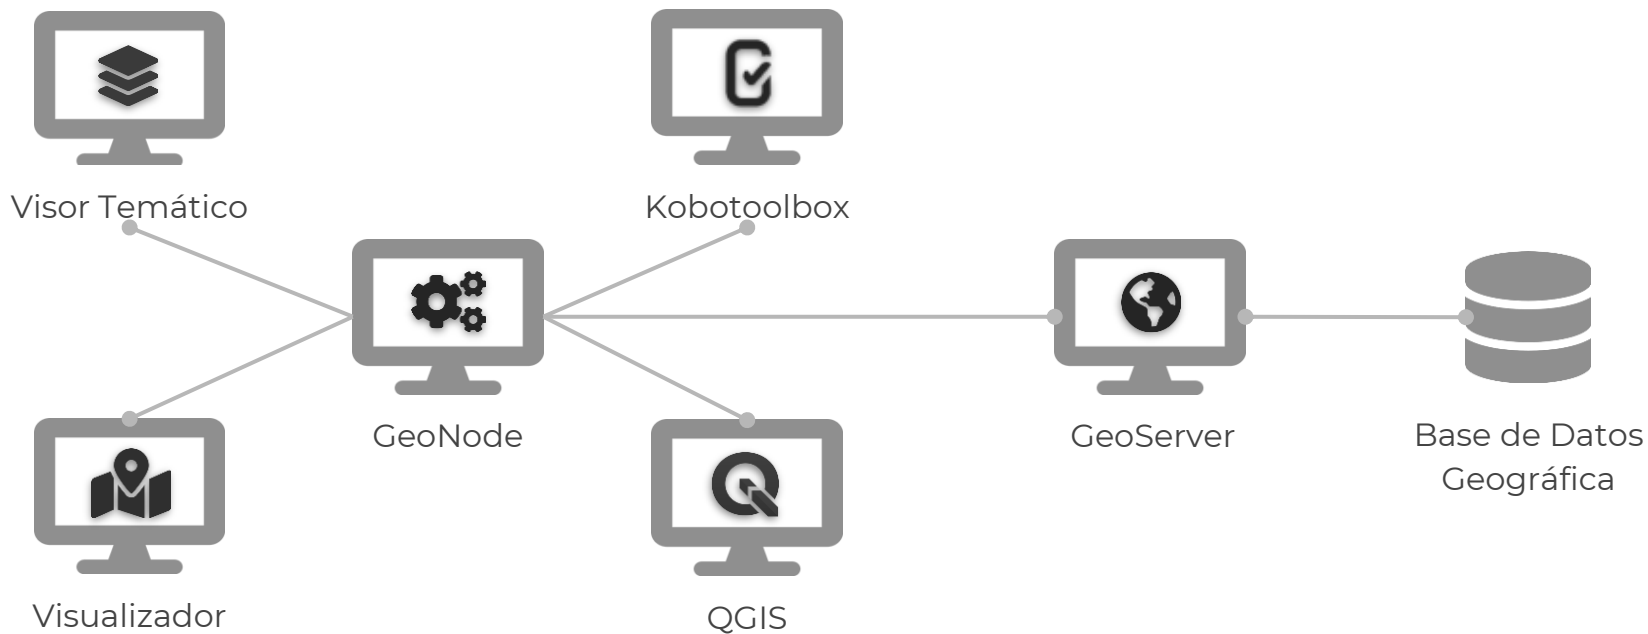 Visor Temático
Kobotoolbox
GeoNode
GeoServer
Base de Datos
Geográfica
Visualizador
QGIS